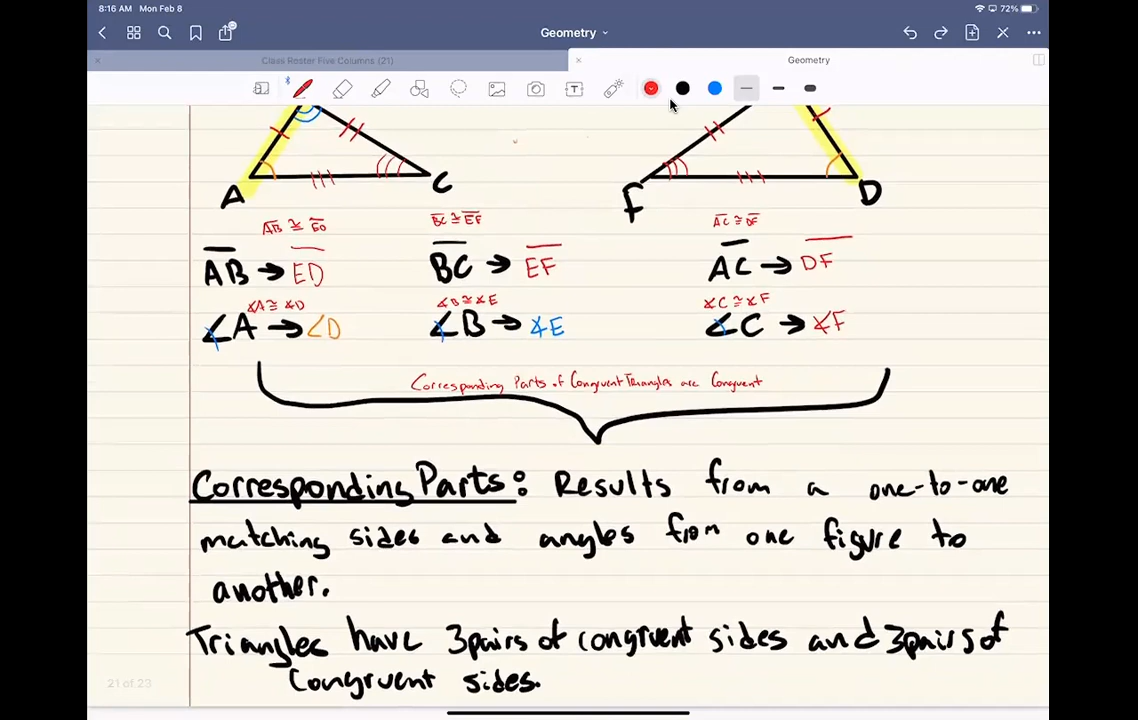 8:16 AM Mon Feb 8
72%
Geometry
Class Roster Five Columns (21)
Geometry
A C F D
AB ≅ ED BC ≅ EF AC ≅ DF
AB → ED BC → EF AC → DF
∡A ≅ ∡D ∡B ≅ ∡E ∡C ≅ ∡F
∡A → ∠D ∡B → ∡E ∡C → ∡F
Corresponding Parts of Congruent Triangles are Congruent
Corresponding Parts: Results from a one-to-one
matching sides and angles from one figure to
another.
Triangles have 3 pairs of congruent sides and 3 pairs of
congruent sides.
21 of 23